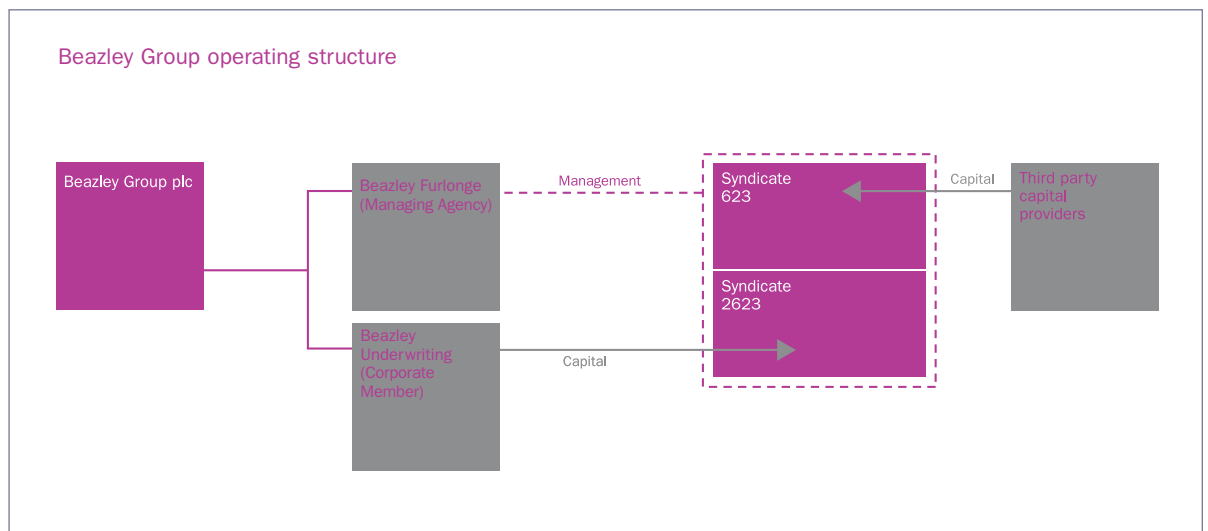 Beazley Group operating structure
Beazley Group plc
Beazley Furlonge
(Managing Agency)
Management
Syndicate
623
Capital
Third party
capital
providers
Syndicate
2623
Beazley
Underwriting
(Corporate
Member)
Capital